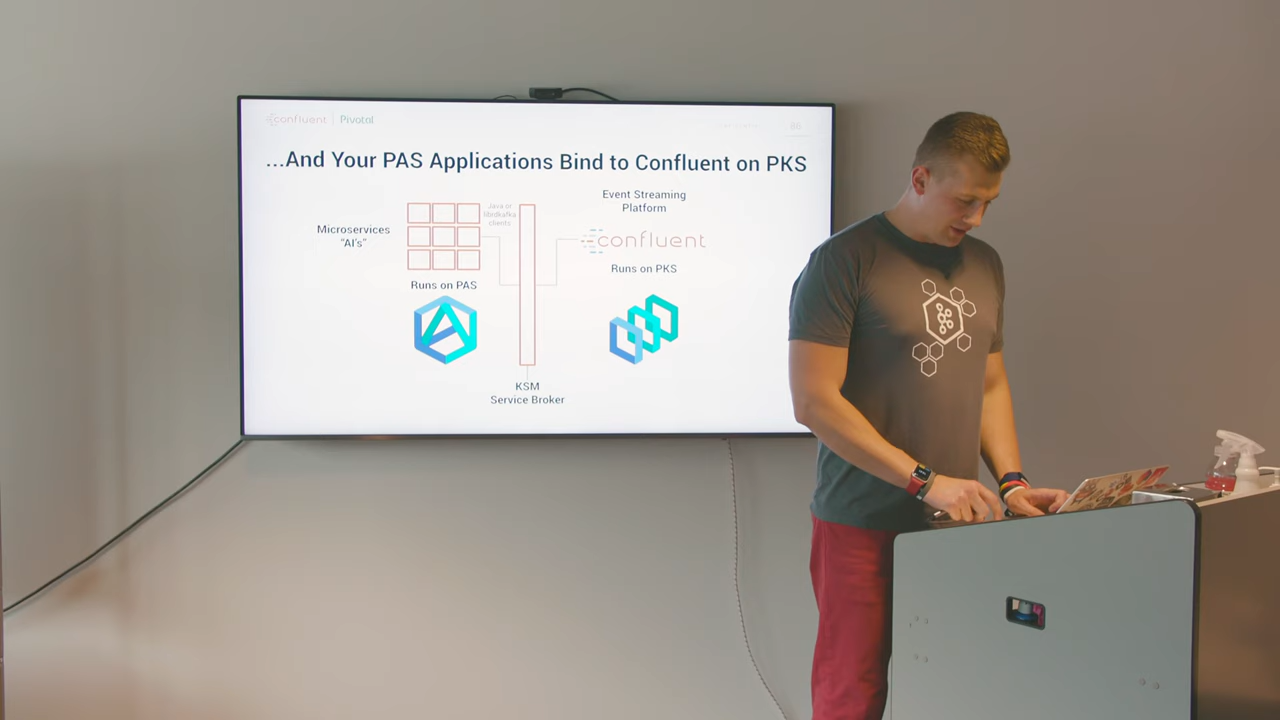 confluent | Pivotal
86
...And Your PAS Applications Bind to Confluent on PKS
Microservices
"AI's"
Java or
librdkafka
clients
Event Streaming
Platform
confluent
Runs on PAS
Runs on PKS
KSM
Service Broker